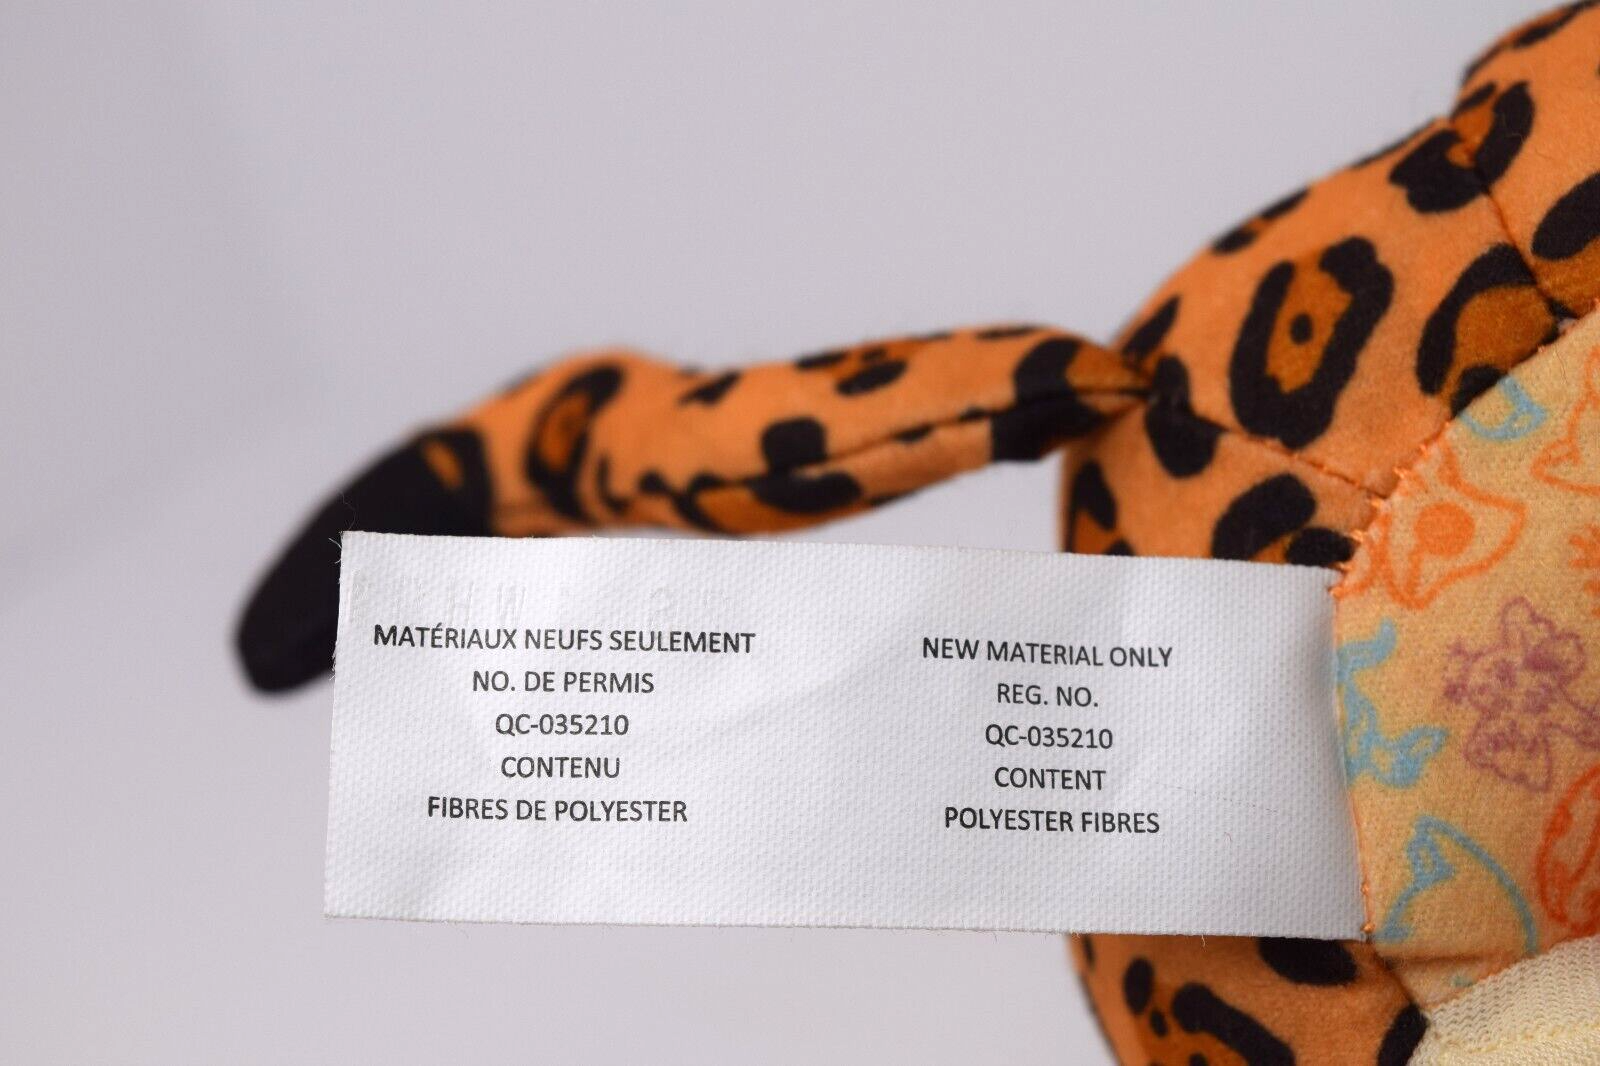 MATÉRIAUX NEUFS SEULEMENT
NO. DE PERMIS
QC-035210
CONTENU
FIBRES DE POLYESTER
NEW MATERIAL ONLY
REG. NO.
QC-035210
CONTENT
POLYESTER FIBRES